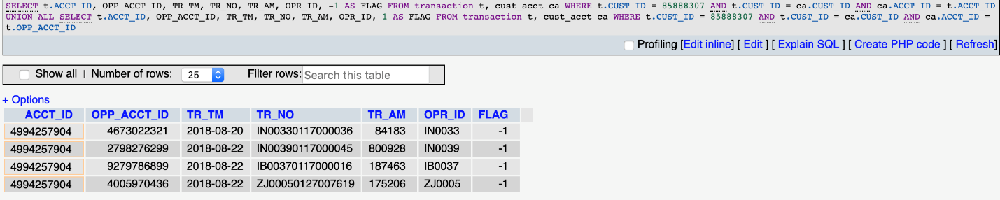 SELECT t.ACCT_ID, OPP_ACCT_ID, TR_TM, TR_NO, TR_AM, OPR_ID, -1 AS FLAG FROM transaction t, cust_acct ca WHERE t.CUST_ID = 85888307 AND t.CUST_ID = ca.CUST_ID AND ca.ACCT_ID = t.ACCT_ID
UNION ALL SELECT t.ACCT_ID, OPP_ACCT_ID, TR_TM, TR_NO, TR_AM, OPR_ID, 1 AS FLAG FROM transaction t, cust_acct ca WHERE t.CUST_ID = 85888307 AND t.CUST_ID = ca.CUST_ID AND ca.ACCT_ID =
t.OPP_ACCT_ID
Profiling [Edit inline] [ Edit ] [ Explain SQL ] [ Create PHP code ] [ Refresh]
Show all | Number of rows: 25 Filter rows: Search this table
+ Options
ACCT_ID OPP_ACCT_ID TR_TM TR_NO TR_AM OPR_ID FLAG
4994257904 4673022321 2018-08-20 IN00330117000036 84183 IN0033 -1
4994257904 2798276299 2018-08-22 IN00390117000045 800928 IN0039 -1
4994257904 9279786899 2018-08-22 IB00370117000016 187463 IB0037 -1
4994257904 4005970436 2018-08-22 ZJ00050127007619 175206 ZJ0005 -1